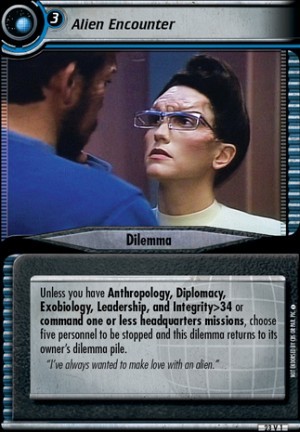 3
Alien Encounter
Dilemma
Unless you have Anthropology, Diplomacy,
Exobiology, Leadership, and Integrity>34 or
command one or less headquarters missions, choose
five personnel to be stopped and this dilemma returns to its
owner's dilemma pile.
"I've always wanted to make love with an alien."
33 V 1